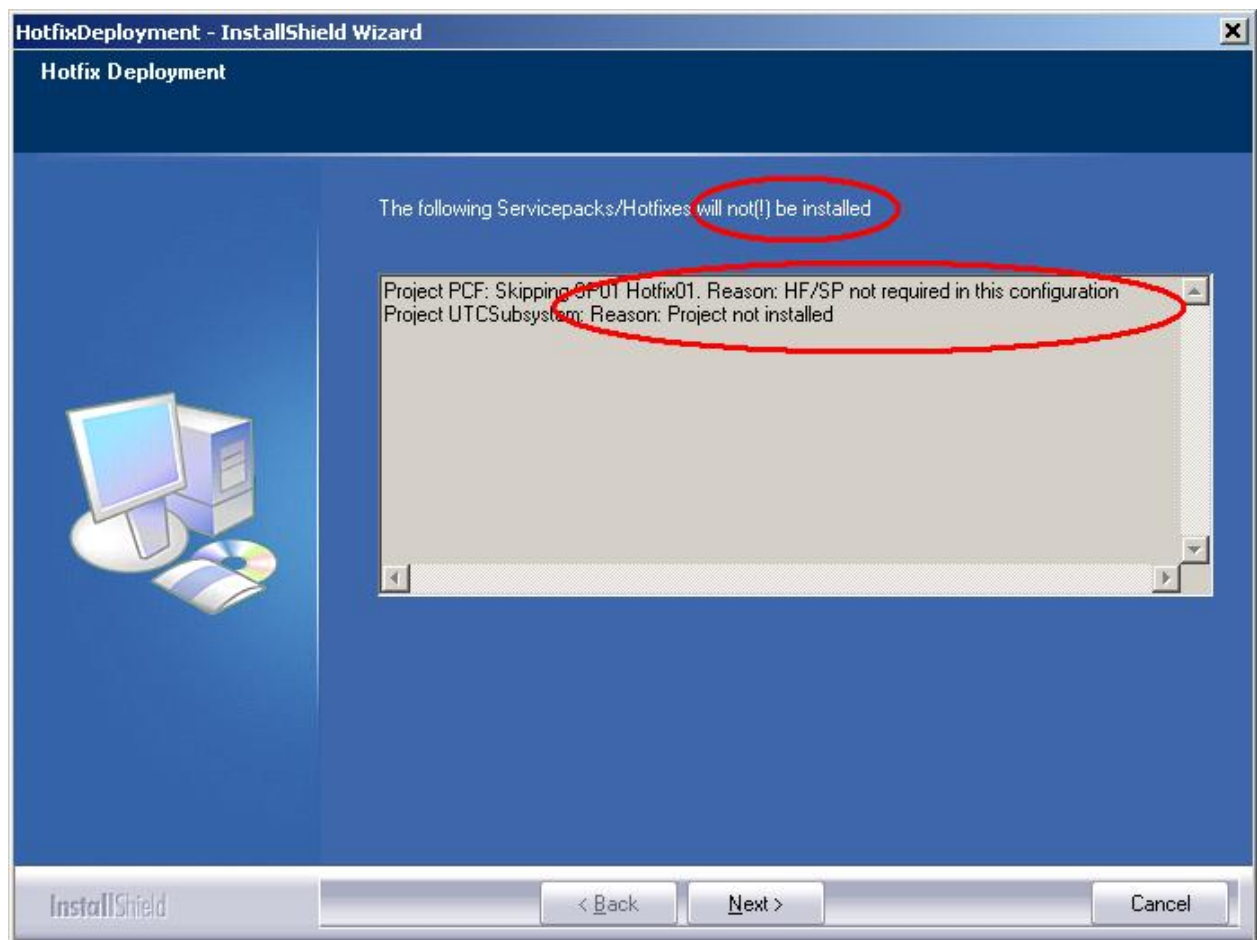 HotfixDeployment - InstallShield Wizard
Hotfix Deployment
The following Servicepacks/Hotfixes will not(!) be installed
Project PCF: Skipping SP01 Hotfix01. Reason: HF/SP not required in this configuration
Project UTCSubsystem: Reason: Project not installed
InstallShield
< Back
Next >
Cancel